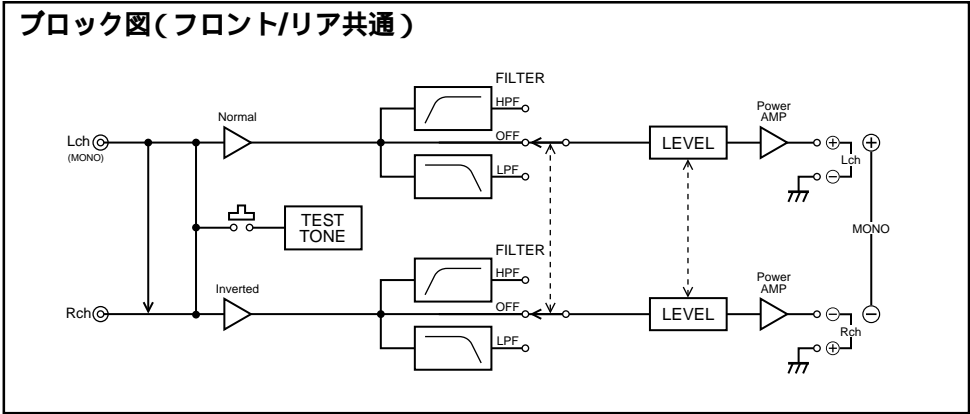 ブロック図(フロント/リア共通)
FILTER
HPF
Normal
Power
AMP
Lch
(MONO)
OFF
LEVEL
⊕
⊕
Lch
LPF
⊖
TEST
TONE
MONO
FILTER
HPF
Inverted
Power
AMP
Rch
OFF
LEVEL
⊖
⊖
Rch
LPF
⊕